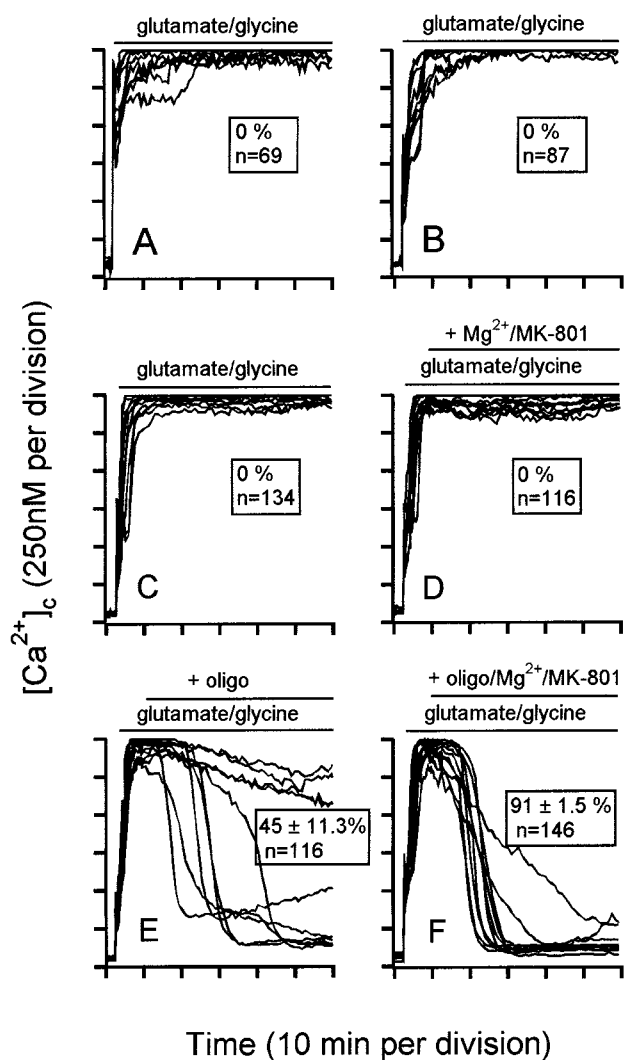 glutamate/glycine
0 %
n=69
A
glutamate/glycine
0 %
n=87
B
glutamate/glycine
0 %
n=134
C
+ Mg²⁺/MK-801
glutamate/glycine
0 %
n=116
D
+ oligo
glutamate/glycine
45 ± 11.3%
n=116
E
+ oligo/Mg²⁺/MK-801
glutamate/glycine
91 ± 1.5 %
n=146
F
[Ca²⁺]c (250nM per division)
Time (10 min per division)